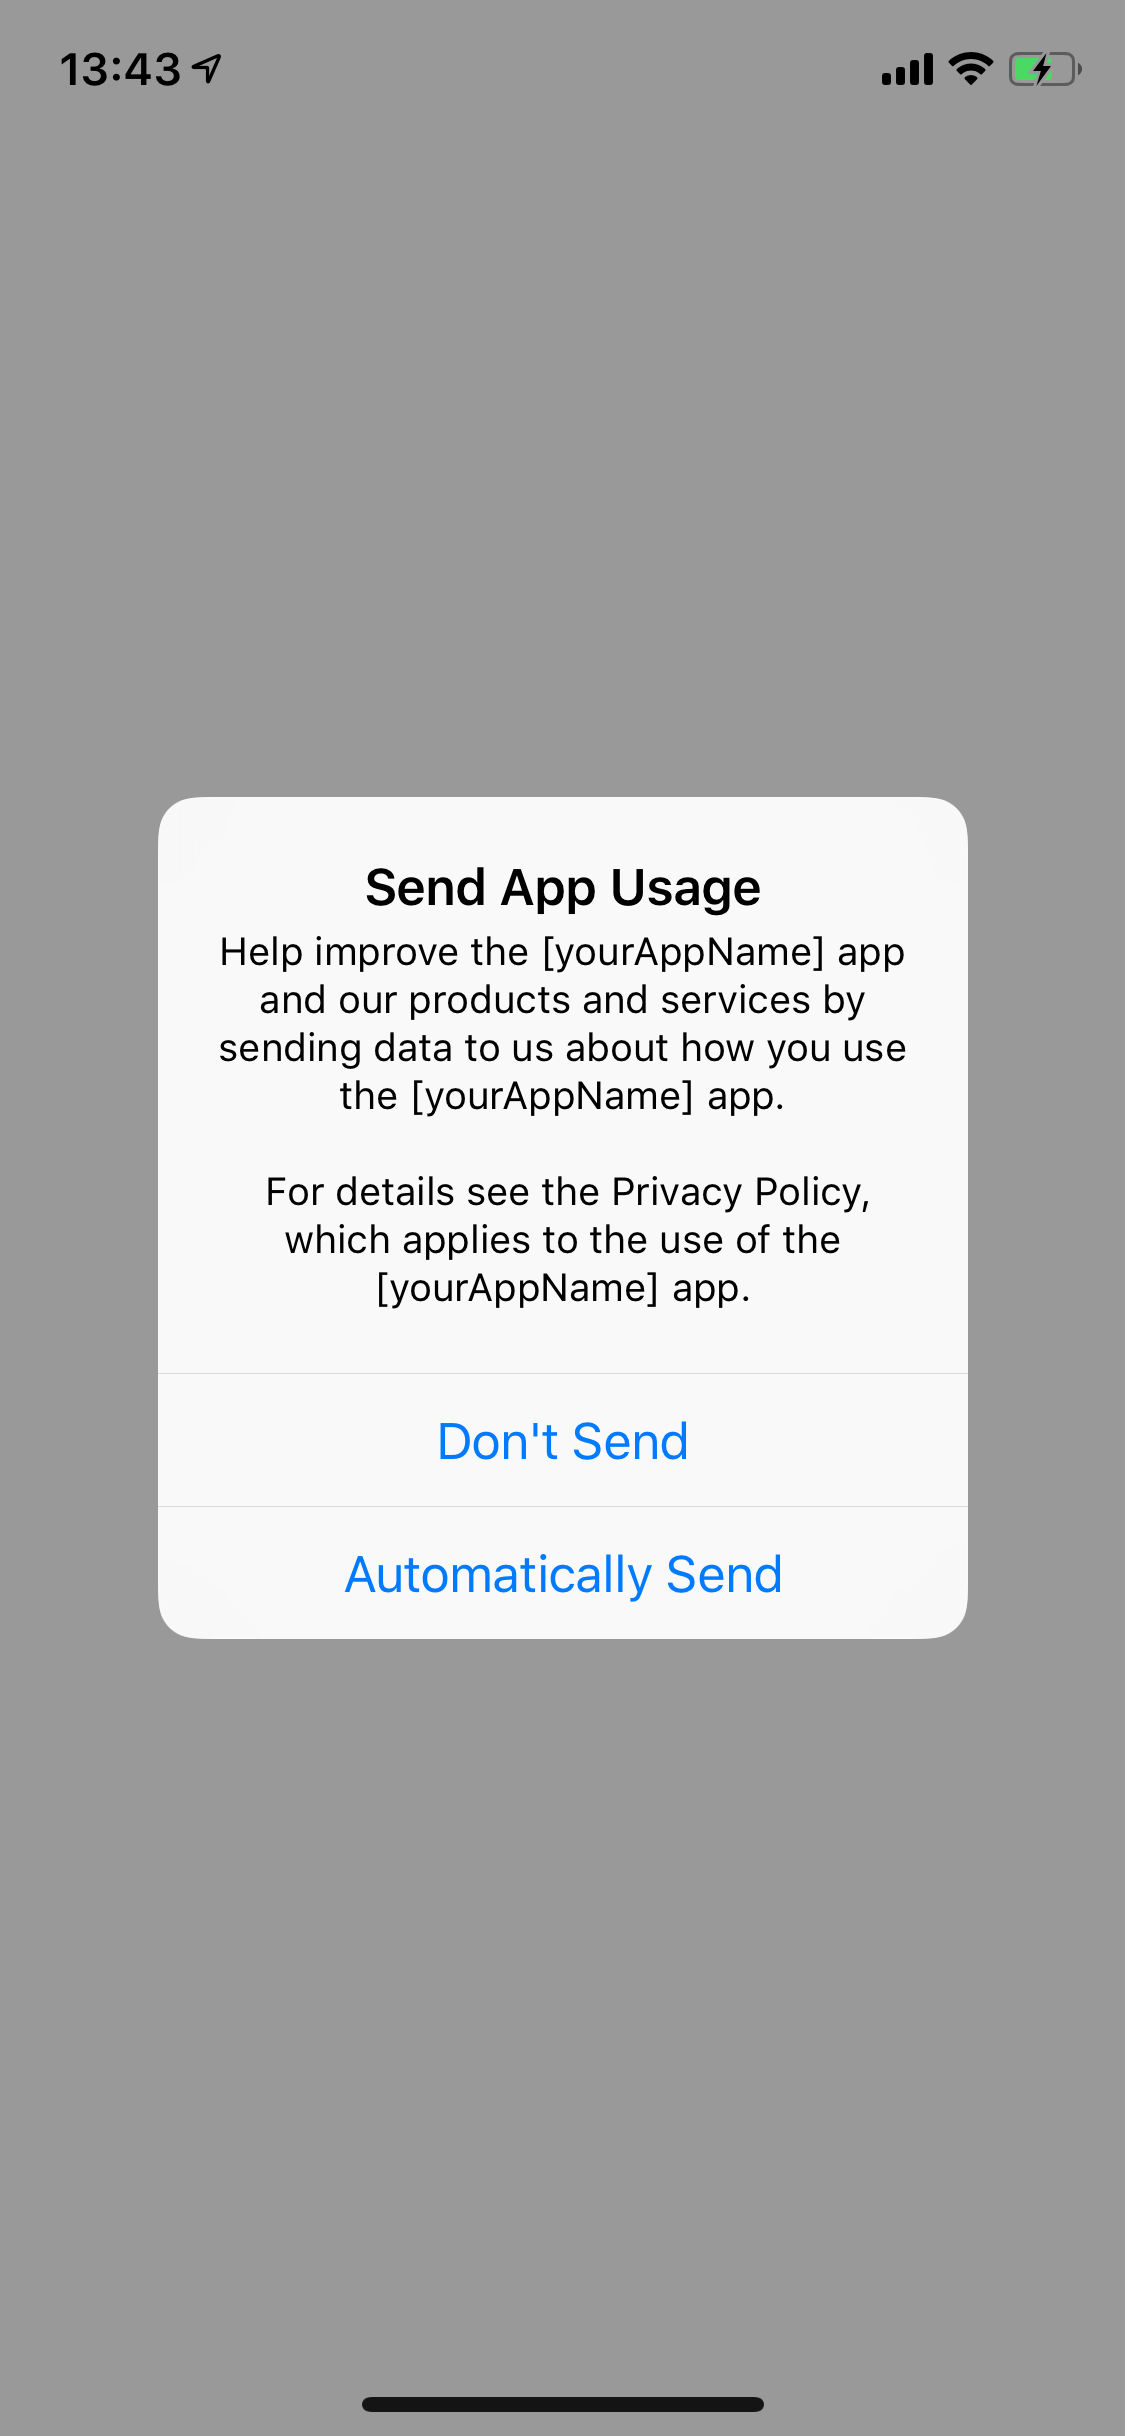 13:43
Send App Usage
Help improve the [yourAppName] app
and our products and services by
sending data to us about how you use
the [yourAppName] app.
For details see the Privacy Policy,
which applies to the use of the
[yourAppName] app.
Don't Send
Automatically Send